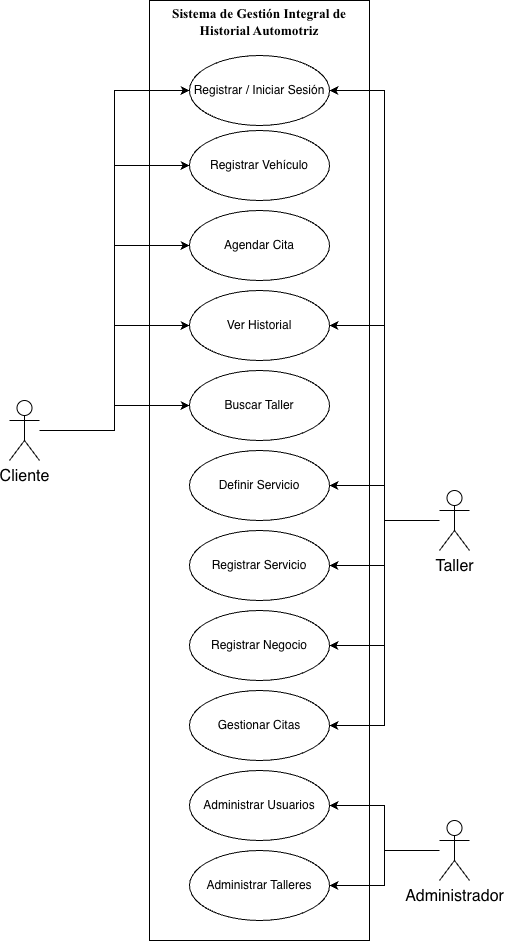 Sistema de Gestión Integral de
Historial Automotriz
Registrar / Iniciar Sesión
Registrar Vehículo
Agendar Cita
Ver Historial
Buscar Taller
Cliente
Definir Servicio
Taller
Registrar Servicio
Registrar Negocio
Gestionar Citas
Administrar Usuarios
Administrar Talleres
Administrador